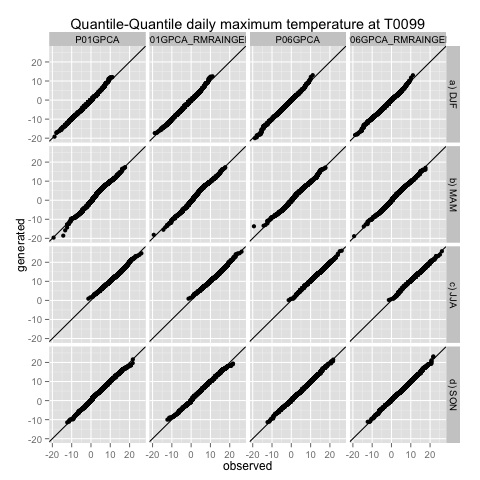 Quantile-Quantile daily maximum temperature at T0099
P01GPCA 01GPCA_RMRAINGE P06GPCA 06GPCA_RMRAINGE
20
10
0
-10
-20
a) DJF
20
10
0
-10
-20
b) MAM
20
10
0
-10
-20
c) JJA
20
10
0
-10
-20
d) SON
generated
-20 -10 0 10 20 -20 -10 0 10 20 -20 -10 0 10 20 -20 -10 0 10 20
observed